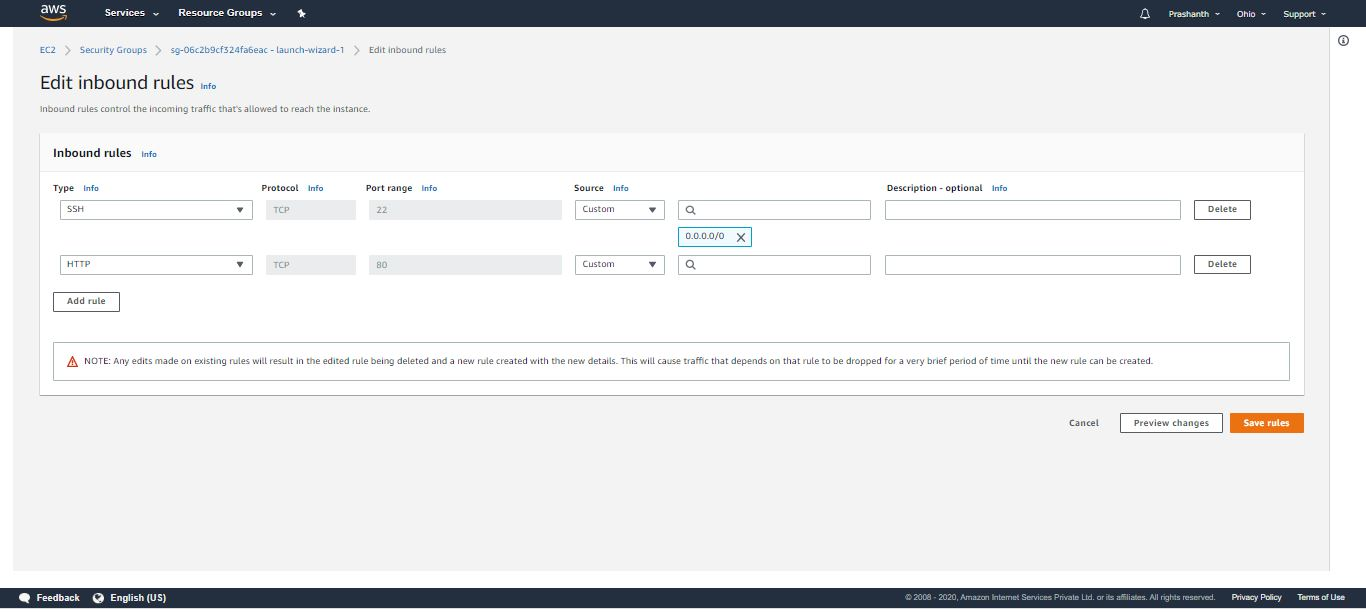 aws Services Resource Groups Prashanth Ohio Support
EC2 Security Groups sg-06c2b9cf324fa6eac - launch-wizard-1 Edit inbound rules
Edit inbound rules Info
Inbound rules control the incoming traffic that's allowed to reach the instance.
Inbound rules Info
Type Info Protocol Info Port range Info Source Info Description - optional Info
SSH TCP 22 Custom Delete
0.0.0.0/0
HTTP TCP 80 Custom Delete
Add rule
NOTE: Any edits made on existing rules will result in the edited rule being deleted and a new rule created with the new details. This will cause traffic that depends on that rule to be dropped for a very brief period of time until the new rule can be created.
Cancel Preview changes Save rules
Feedback English (US) © 2008 - 2020, Amazon Internet Services Private Ltd. or its affiliates. All rights reserved. Privacy Policy Terms of Use